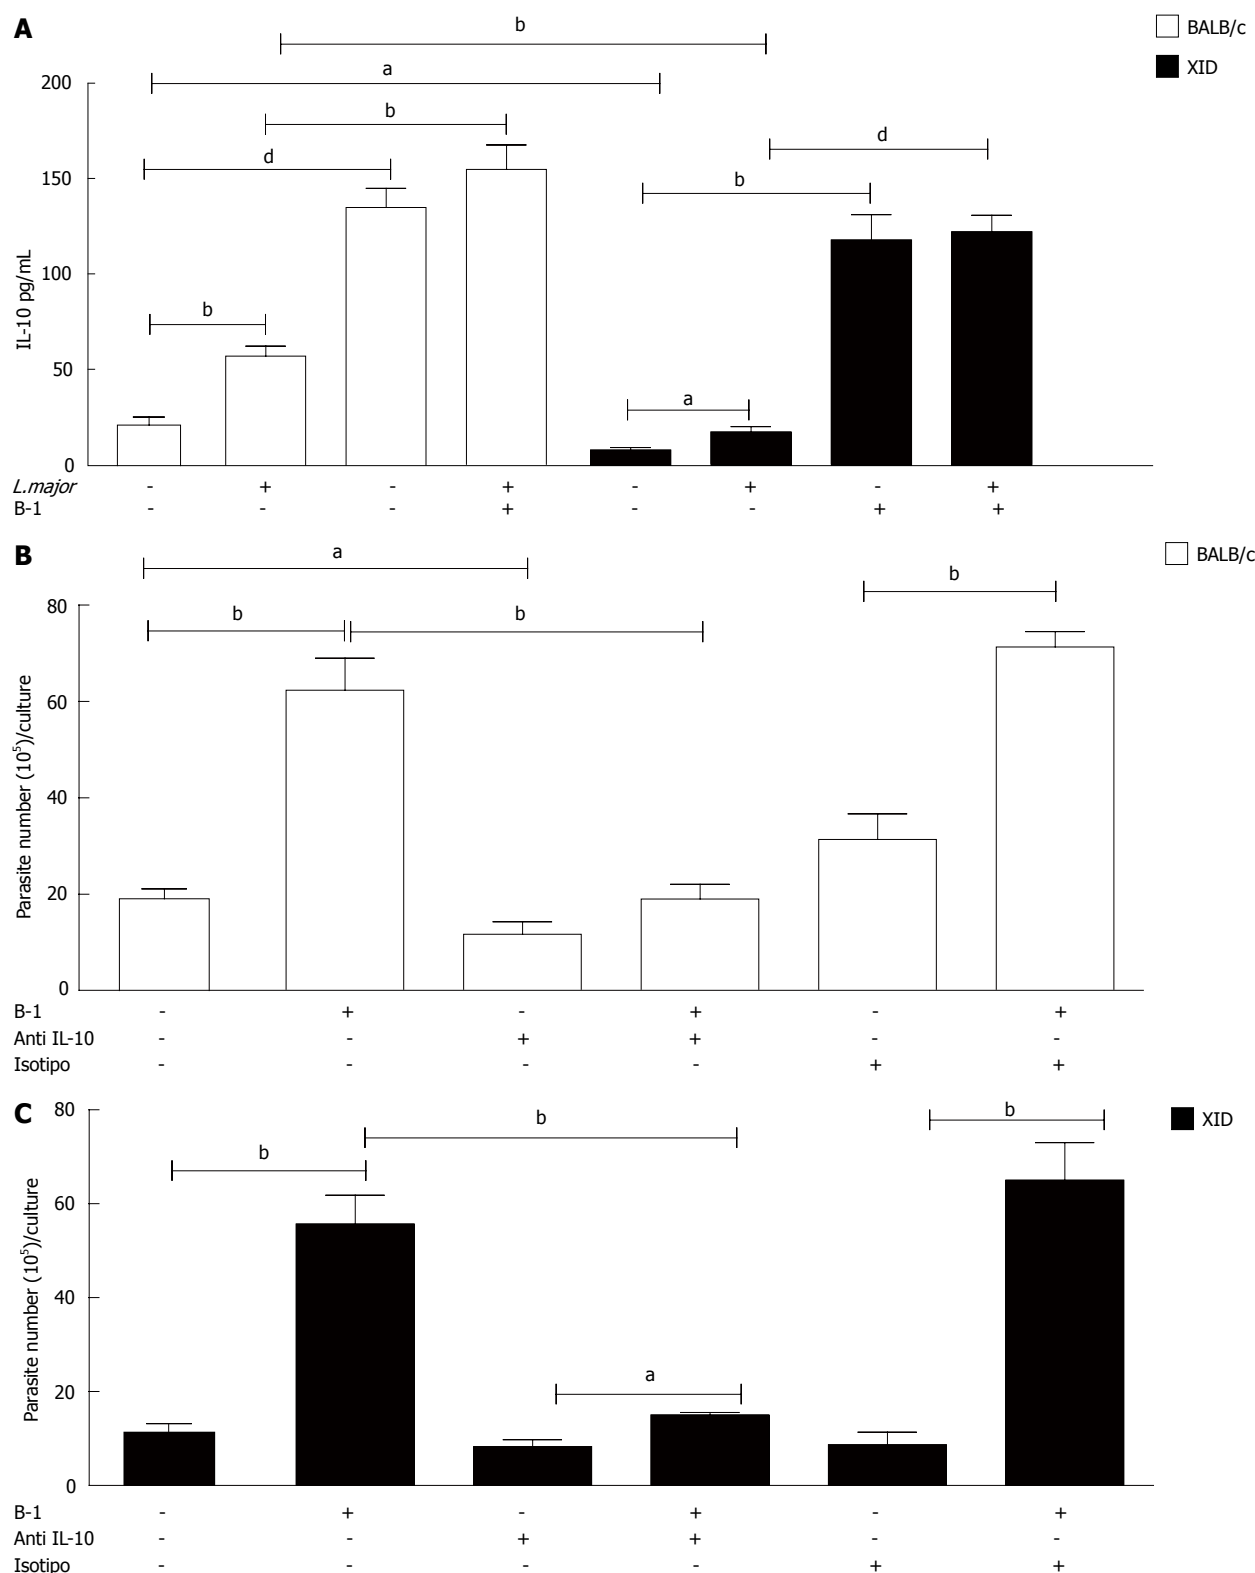 A
b
BALB/c
XID
a
200
b
d
d
150
b
100
IL-10 pg/mL
b
50
a
0
L.major - + - + - + - +
B-1 - - - + - - + +
B
a
BALB/c
b
80
b
b
60
Parasite number (10⁵)/culture
40
20
0
B-1 - + - + - +
Anti IL-10 - - + + - -
Isotipo - - - - + +
C
80
b
XID
b
b
60
Parasite number (10⁵)/culture
40
a
20
0
B-1 - + - + - +
Anti IL-10 - - + + - -
Isotipo - - - - + +